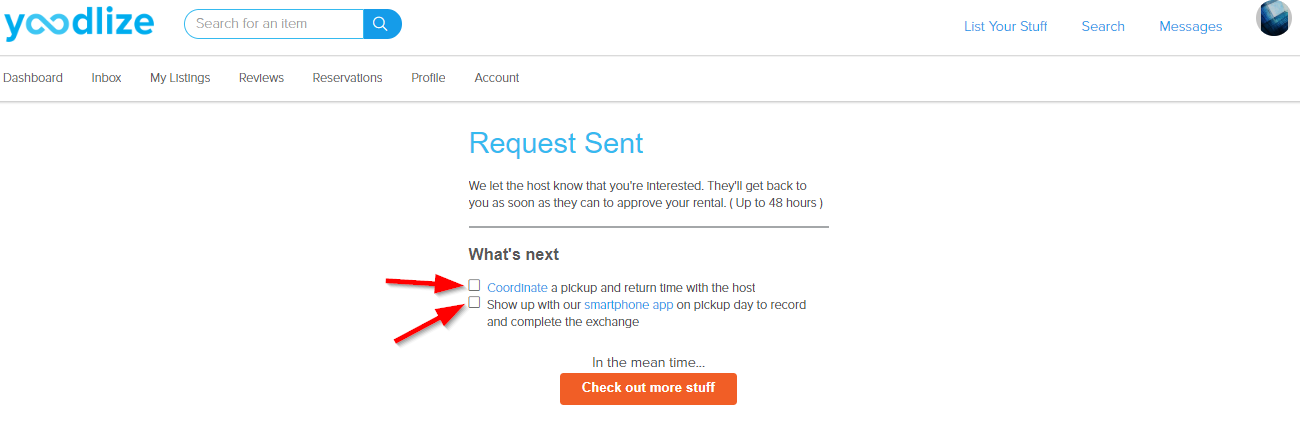 yoodlize
Search for an item
List Your Stuff
Search
Messages
Dashboard
Inbox
My Listings
Reviews
Reservations
Profile
Account
Request Sent
We let the host know that you're interested. They'll get back to
you as soon as they can to approve your rental. ( Up to 48 hours )
What's next
Coordinate a pickup and return time with the host
Show up with our smartphone app on pickup day to record
and complete the exchange
In the mean time...
Check out more stuff